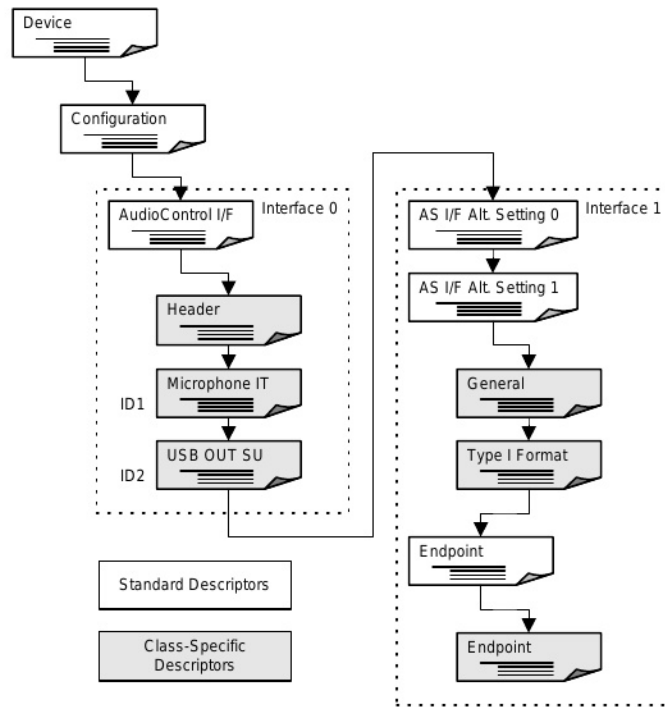 Device
Configuration
AudioControl I/F
Interface 0
Header
Microphone IT
ID1
USB OUT SU
ID2
Standard Descriptors
Class-Specific
Descriptors
AS I/F Alt. Setting 0
Interface 1
AS I/F Alt. Setting 1
General
Type I Format
Endpoint
Endpoint